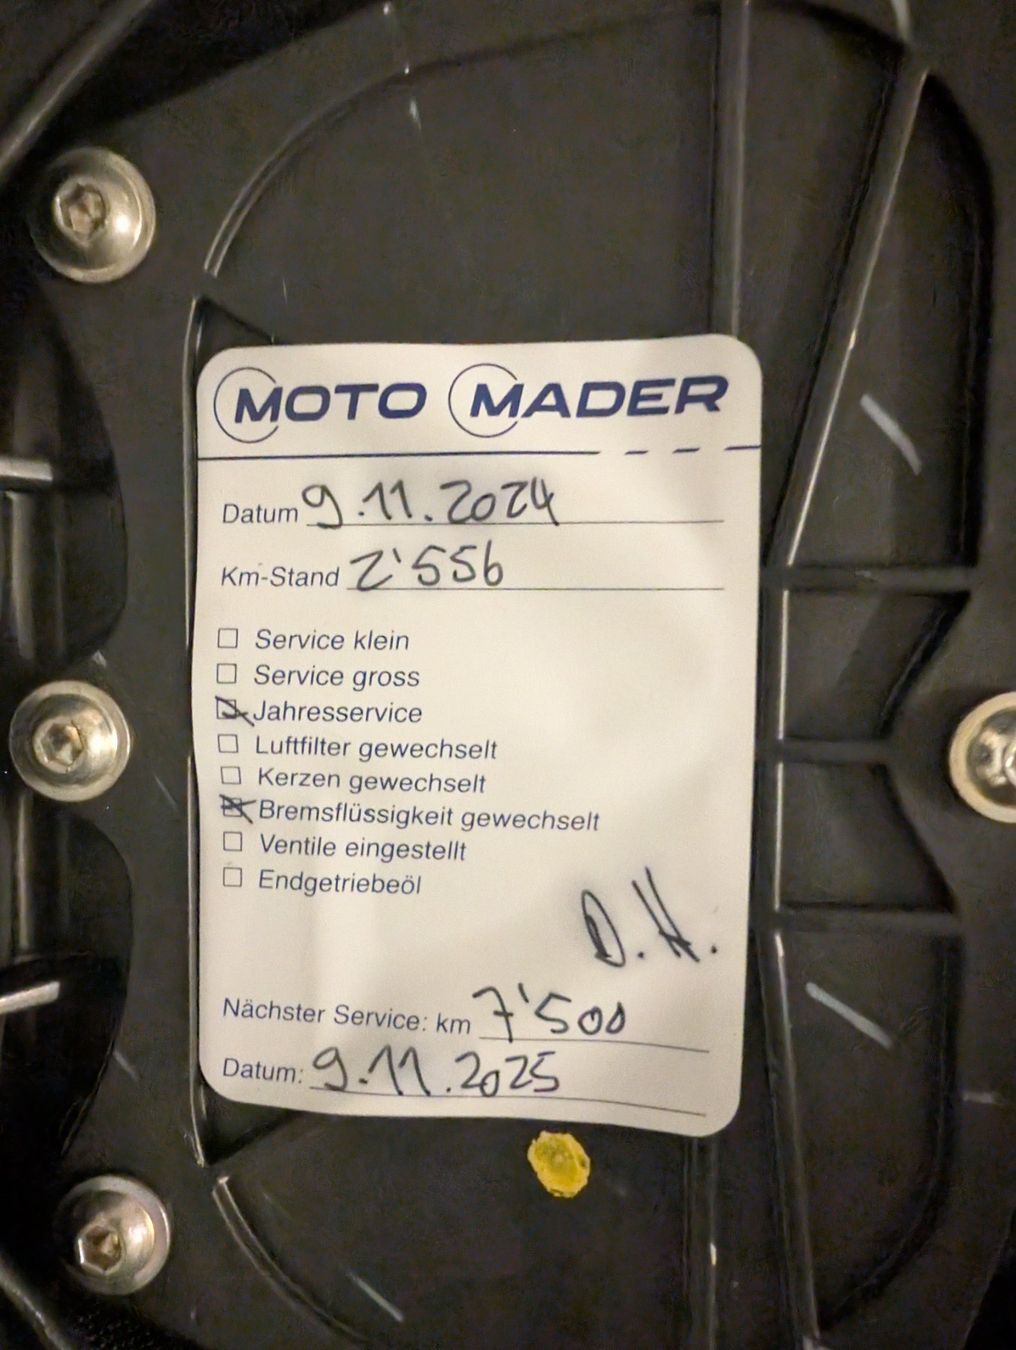 MOTO MADER
Datum 9.11.2024
Km-Stand 2'556
☐ Service klein
☐ Service gross
☒ Jahresservice
☐ Luftfilter gewechselt
☐ Kerzen gewechselt
☒ Bremsflüssigkeit gewechselt
☐ Ventile eingestellt
☐ Endgetriebeöl
D.H.
Nächster Service: km 7'500
Datum: 9.11.2025